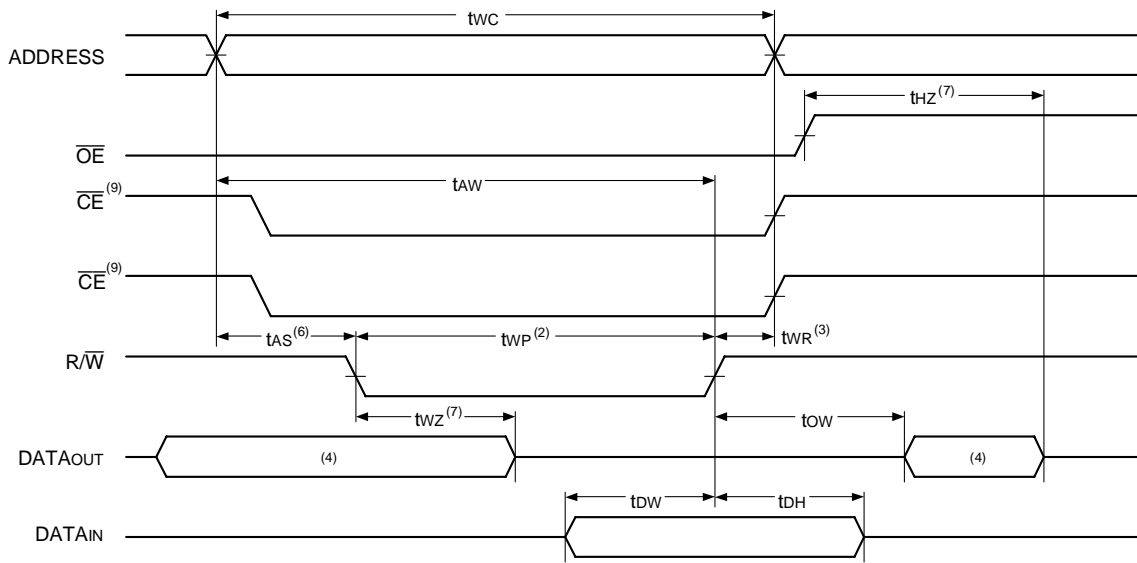 tWC
ADDRESS
tHZ(7)
OE
tAW
CE(9)
CE(9)
tAS(6) tWP(2) tWR(3)
R/W
tWZ(7) tOW
DATAOUT (4) (4)
tDW tDH
DATAIN